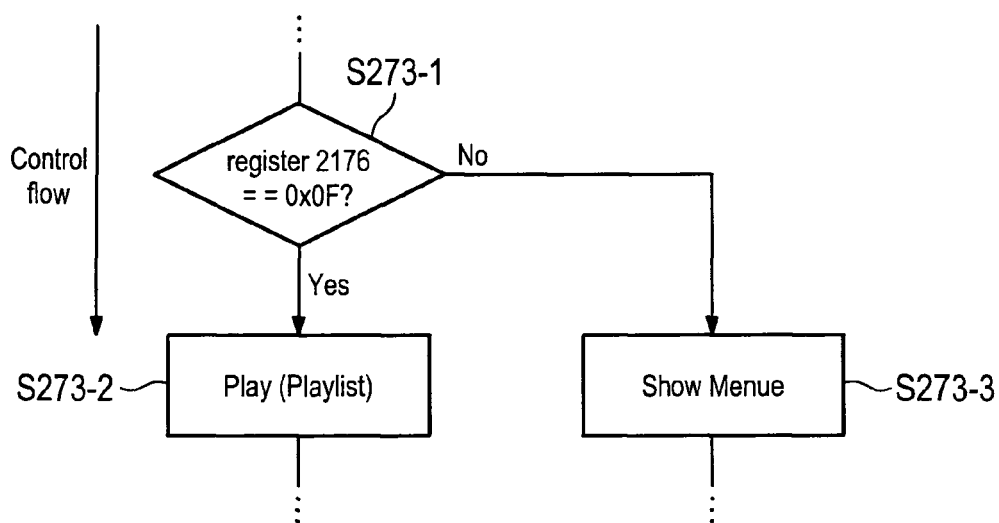 S273-1
Control
flow
register 2176
= = 0x0F?
No
Yes
S273-2
Play (Playlist)
Show Menue
S273-3